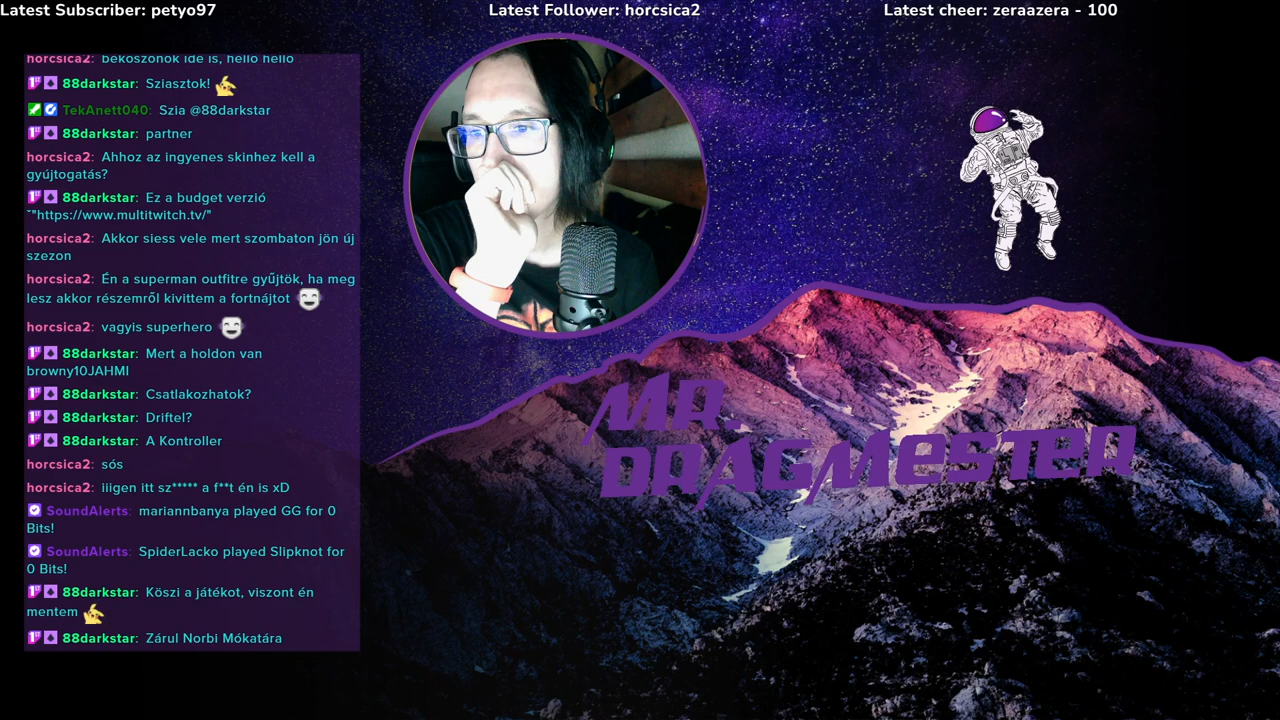 Latest Subscriber: petyo97
Latest Follower: horcsica2
Latest cheer: zeraazera - 100
horcsica2: bekoszonok ide is, hello hello
88darkstar: Sziasztok!
TekAnett040: Szia @88darkstar
88darkstar: partner
horcsica2: Ahhoz az ingyenes skinhez kell a
gyújtogatás?
88darkstar: Ez a budget verzió
ˇ"https://www.multitwitch.tv/"
horcsica2: Akkor siess vele mert szombaton jön új
szezon
horcsica2: Én a superman outfitre gyűjtök, ha meg
lesz akkor részemről kivittem a fortnájtot
horcsica2: vagyis superhero
88darkstar: Mert a holdon van
browny10JAHMI
88darkstar: Csatlakozhatok?
88darkstar: Driftel?
88darkstar: A Kontroller
horcsica2: sós
horcsica2: iiigen itt sz***** a f**t én is xD
SoundAlerts: mariannbanya played GG for 0
Bits!
SoundAlerts: SpiderLacko played Slipknot for
0 Bits!
88darkstar: Köszi a játékot, viszont én
mentem
88darkstar: Zárul Norbi Mókatára
MR.
DRAGMESTER